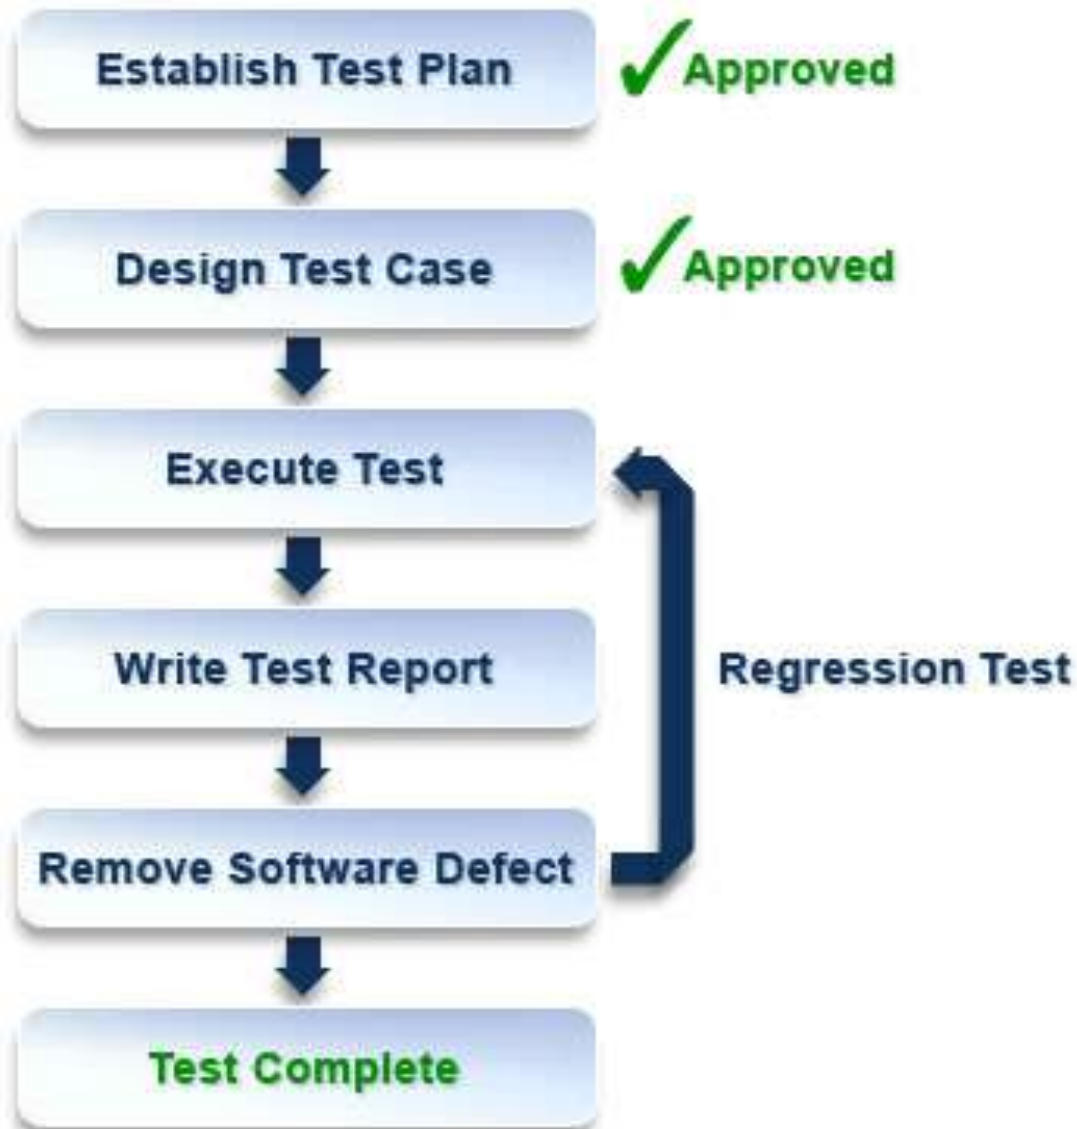 Establish Test Plan
Approved
Design Test Case
Approved
Execute Test
Write Test Report
Regression Test
Remove Software Defect
Test Complete